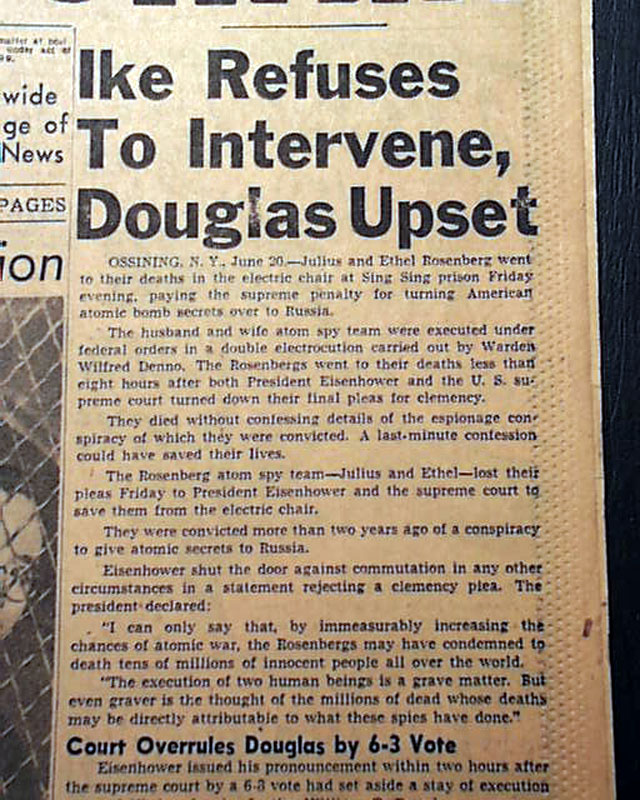 wide
ge of
News
PAGES
ion
Ike Refuses
To Intervene,
Douglas Upset
OSSINING, N. Y., June 20.—Julius and Ethel Rosenberg went
to their deaths in the electric chair at Sing Sing prison Friday
evening, paying the supreme penalty for turning American
atomic bomb secrets over to Russia.
The husband and wife atom spy team were executed under
federal orders in a double electrocution carried out by Warden
Wilfred Denno. The Rosenbergs went to their deaths less than
eight hours after both President Eisenhower and the U. S. su-
preme court turned down their final pleas for clemency.
They died without confessing details of the espionage con-
spiracy of which they were convicted. A last-minute confession
could have saved their lives.
The Rosenberg atom spy team—Julius and Ethel—lost their
pleas Friday to President Eisenhower and the supreme court to
save them from the electric chair.
They were convicted more than two years ago of a conspiracy
to give atomic secrets to Russia.
Eisenhower shut the door against commutation in any other
circumstances in a statement rejecting a clemency plea. The
president declared:
"I can only say that, by immeasurably increasing the
chances of atomic war, the Rosenbergs may have condemned to
death tens of millions of innocent people all over the world.
"The execution of two human beings is a grave matter. But
even graver is the thought of the millions of dead whose deaths
may be directly attributable to what these spies have done."
Court Overrules Douglas by 6-3 Vote
Eisenhower issued his pronouncement within two hours after
the supreme court by a 6-3 vote had set aside a stay of execution